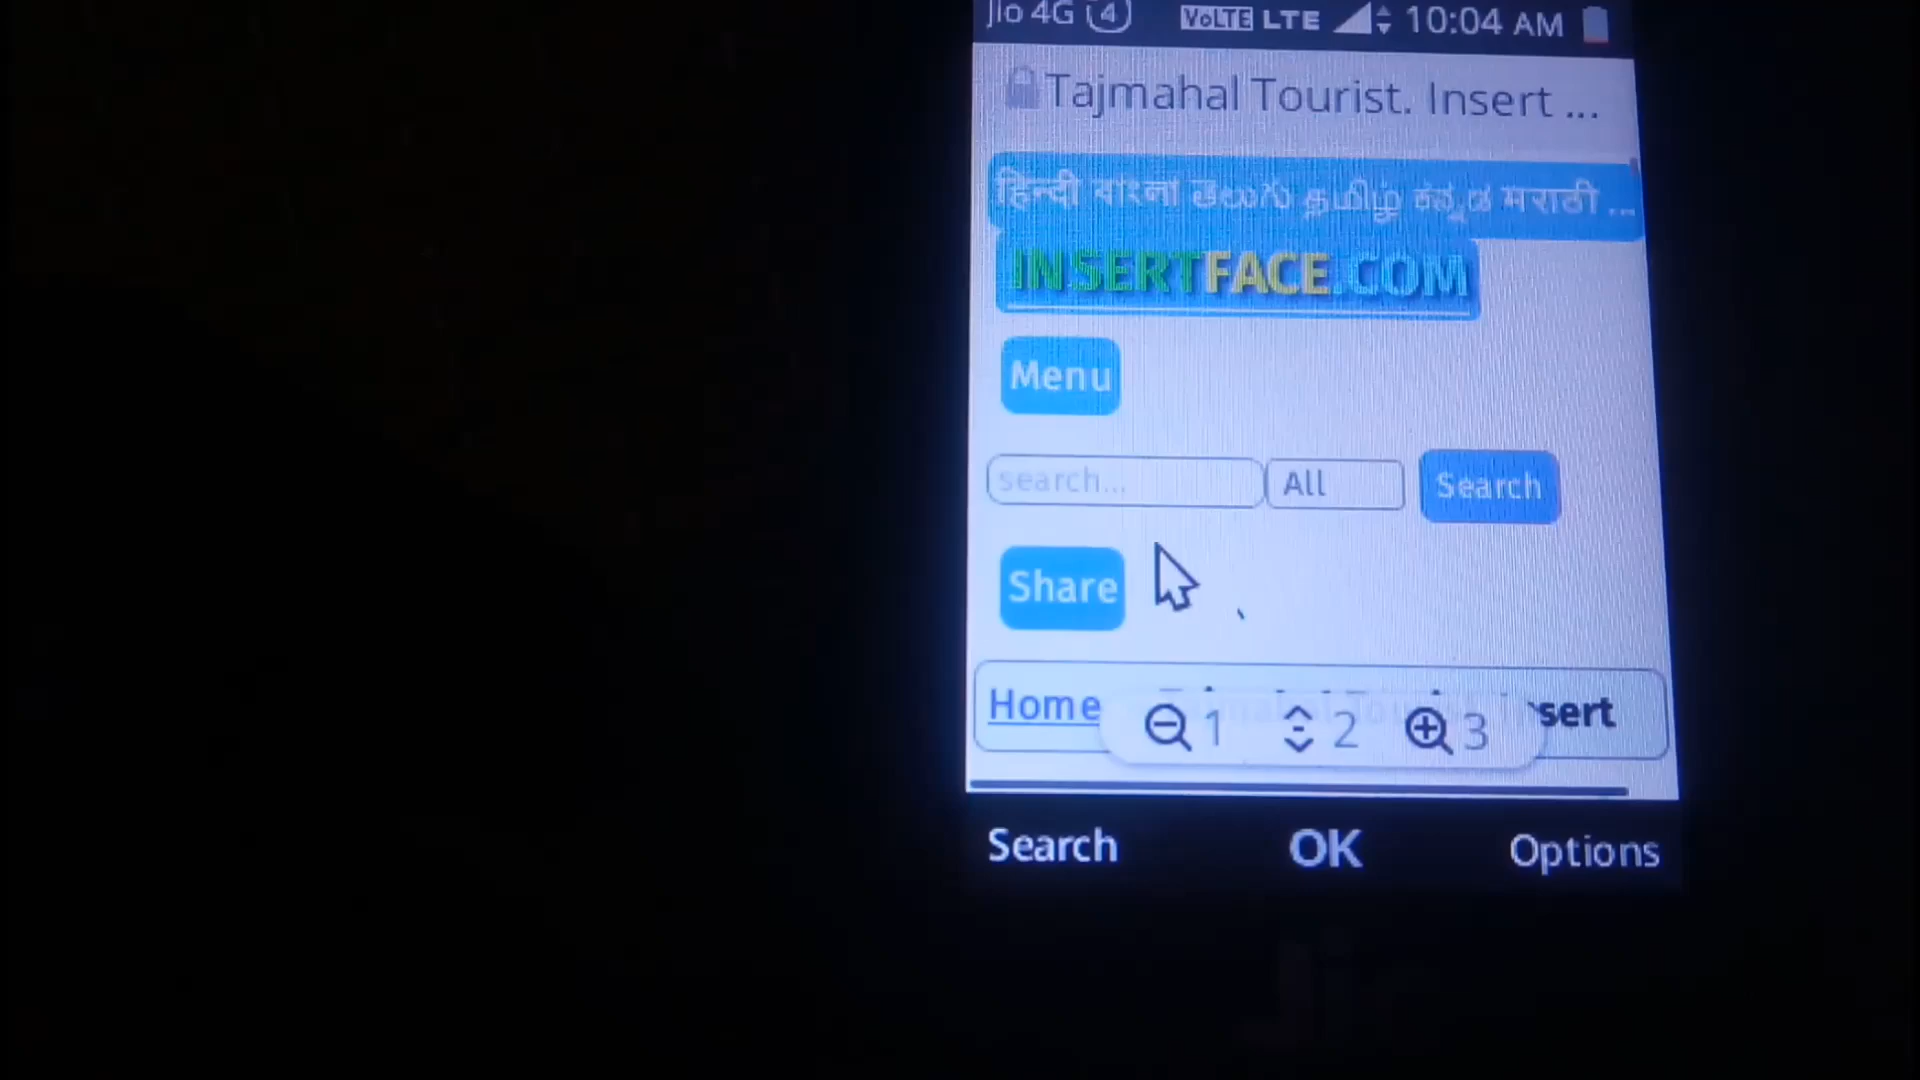 Jio 4G 4 VoLTE LTE 10:04 AM
Tajmahal Tourist. Insert ...
हिन्दी বাংলা తెలుగు தமிழ் ಕನ್ನಡ मराठी ...
INSERTFACE.COM
Menu
search... All Search
Share
Home nsert
1 2 3
Search OK Options